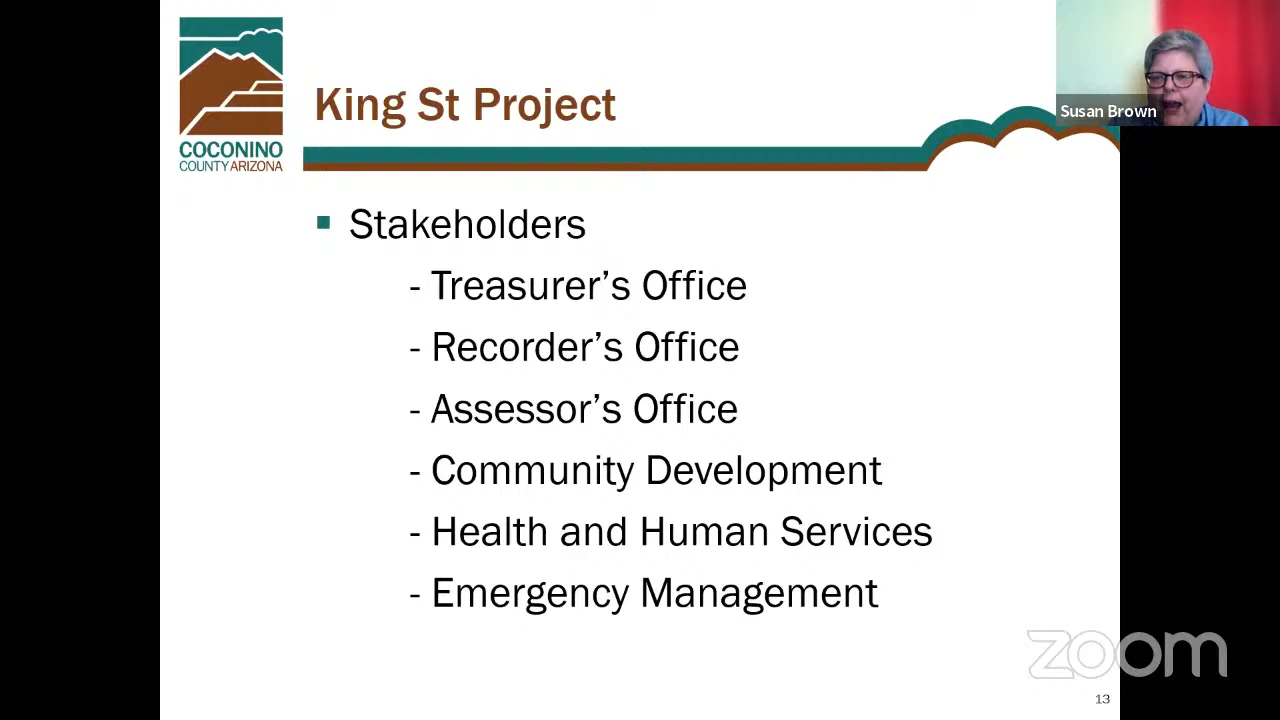 COCONINO
COUNTY ARIZONA
King St Project
Susan Brown
▪ Stakeholders
- Treasurer’s Office
- Recorder’s Office
- Assessor’s Office
- Community Development
- Health and Human Services
- Emergency Management
zoom
13